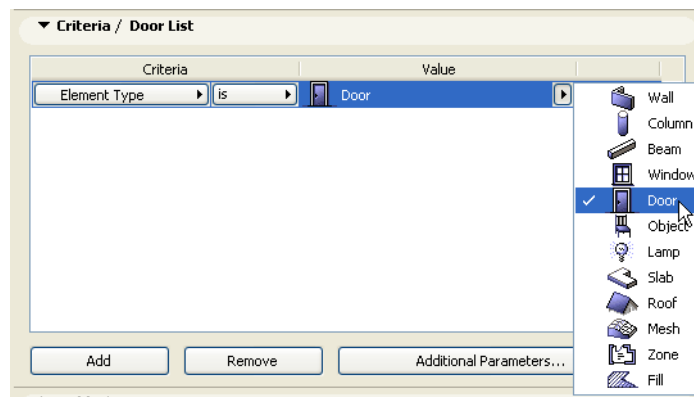 Criteria / Door List
Criteria Value
Element Type is Door
Wall
Column
Beam
Window
Door
Object
Lamp
Slab
Roof
Mesh
Zone
Fill
Add Remove Additional Parameters...